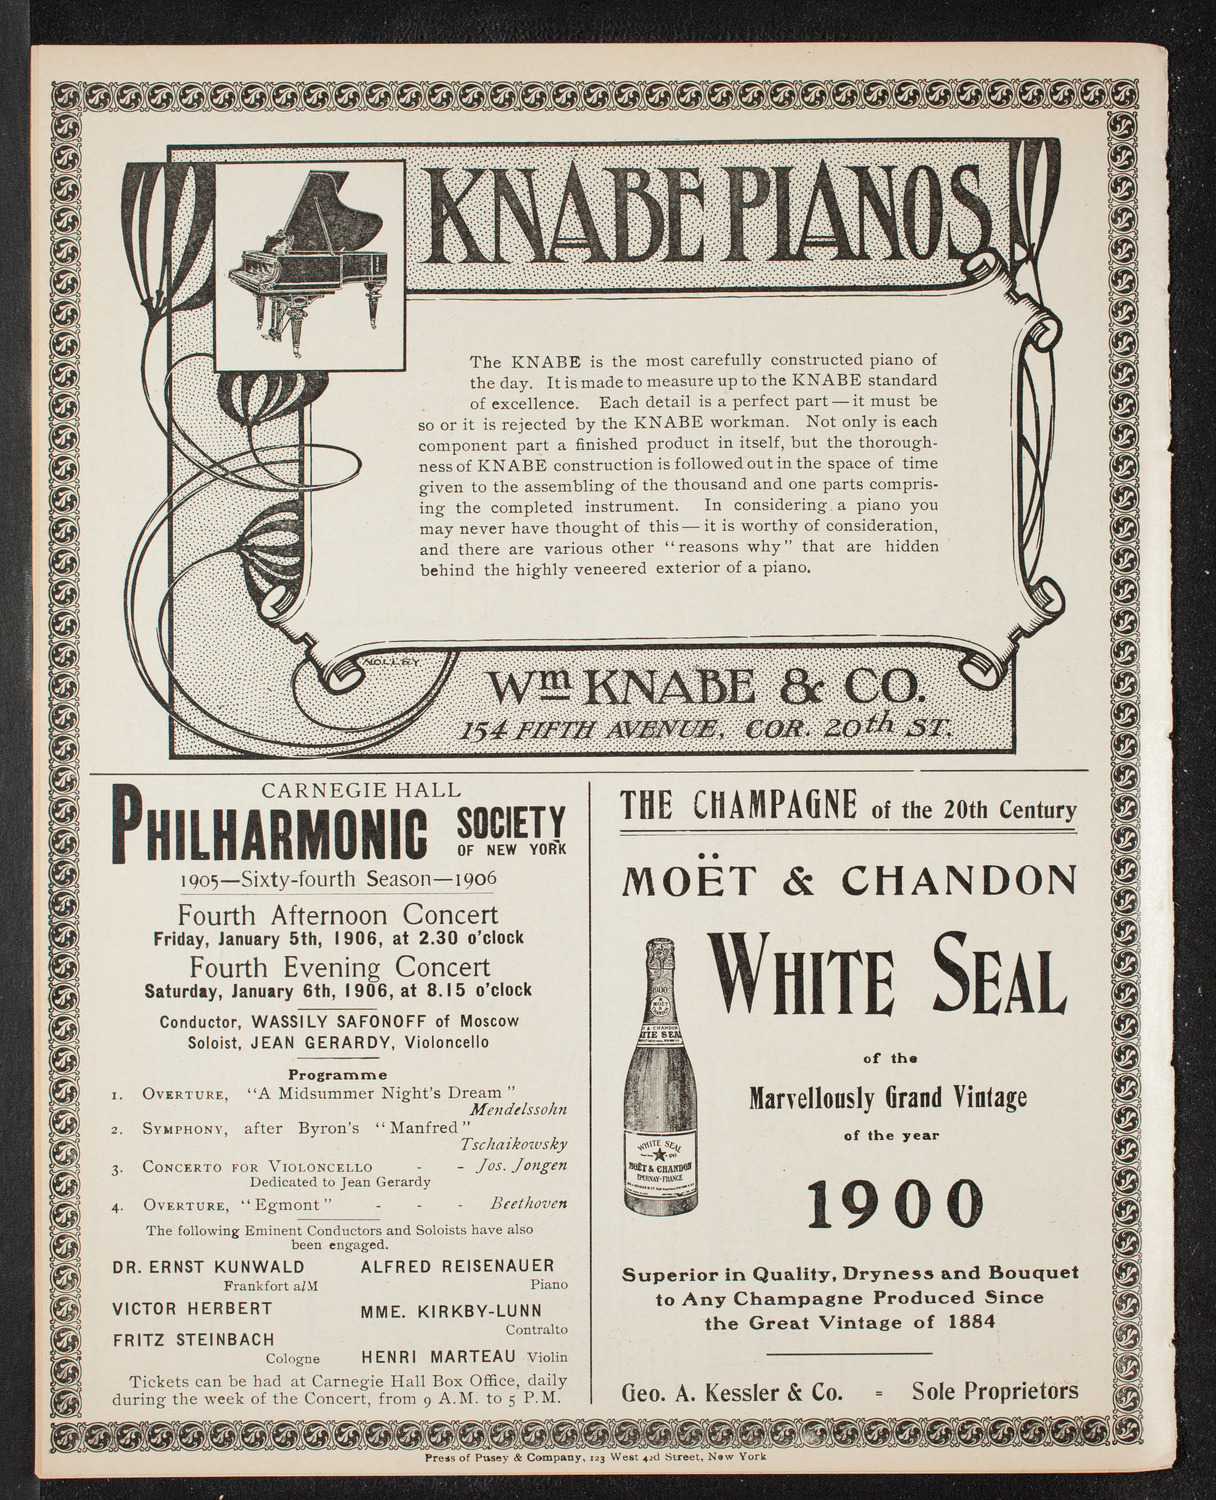 KNABE PIANOS
The KNABE is the most carefully constructed piano of
the day. It is made to measure up to the KNABE standard
of excellence. Each detail is a perfect part — it must be
so or it is rejected by the KNABE workman. Not only is each
component part a finished product in itself, but the thorough-
ness of KNABE construction is followed out in the space of time
given to the assembling of the thousand and one parts compris-
ing the completed instrument. In considering a piano you
may never have thought of this — it is worthy of consideration,
and there are various other “reasons why” that are hidden
behind the highly veneered exterior of a piano.
NOLLEY
Wm KNABE & CO.
154 FIFTH AVENUE, COR. 20th ST.
CARNEGIE HALL
PHILHARMONIC SOCIETY
OF NEW YORK
1905—Sixty-fourth Season—1906
Fourth Afternoon Concert
Friday, January 5th, 1906, at 2.30 o'clock
Fourth Evening Concert
Saturday, January 6th, 1906, at 8.15 o'clock
Conductor, WASSILY SAFONOFF of Moscow
Soloist, JEAN GERARDY, Violoncello
Programme
1. OVERTURE, “A Midsummer Night's Dream”
Mendelssohn
2. SYMPHONY, after Byron's “Manfred”
Tschaikowsky
3. CONCERTO FOR VIOLONCELLO - - Jos. Jongen
Dedicated to Jean Gerardy
4. OVERTURE, “Egmont” - - - Beethoven
The following Eminent Conductors and Soloists have also
been engaged.
DR. ERNST KUNWALD
Frankfort a/M
VICTOR HERBERT
FRITZ STEINBACH
Cologne
ALFRED REISENAUER
Piano
MME. KIRKBY-LUNN
Contralto
HENRI MARTEAU Violin
Tickets can be had at Carnegie Hall Box Office, daily
during the week of the Concert, from 9 A.M. to 5 P.M.
THE CHAMPAGNE of the 20th Century
MOËT & CHANDON
WHITE SEAL
of the
Marvellously Grand Vintage
of the year
1900
1900
WHITE SEAL
MOËT & CHANDON
EPERNAY-FRANCE
Superior in Quality, Dryness and Bouquet
to Any Champagne Produced Since
the Great Vintage of 1884
Geo. A. Kessler & Co. = Sole Proprietors
Press of Pusey & Company, 123 West 42d Street, New York